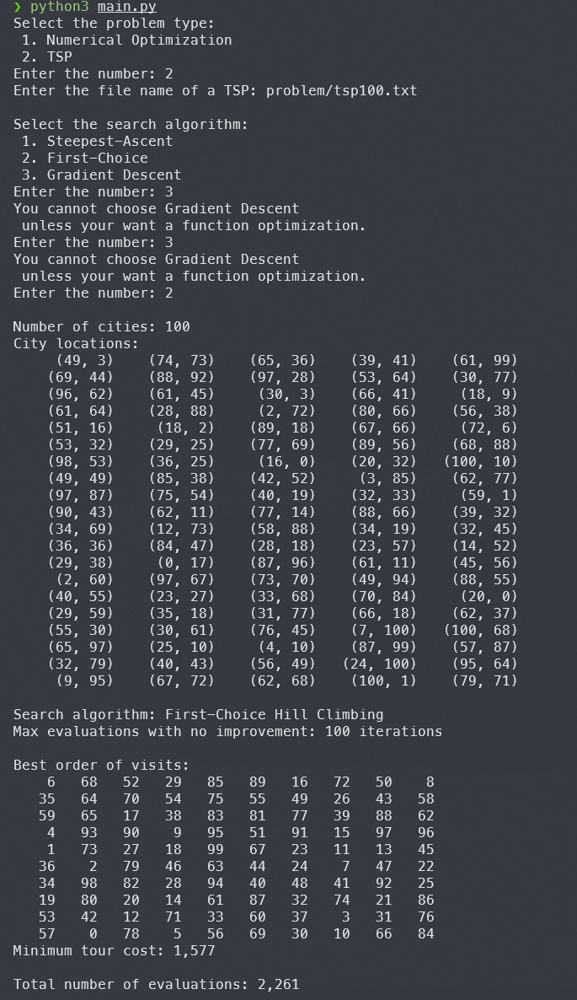 ❯ python3 main.py
Select the problem type:
 1. Numerical Optimization
 2. TSP
Enter the number: 2
Enter the file name of a TSP: problem/tsp100.txt

Select the search algorithm:
 1. Steepest-Ascent
 2. First-Choice
 3. Gradient Descent
Enter the number: 3
You cannot choose Gradient Descent
 unless your want a function optimization.
Enter the number: 3
You cannot choose Gradient Descent
 unless your want a function optimization.
Enter the number: 2

Number of cities: 100
City locations:
     (49, 3)    (74, 73)    (65, 36)    (39, 41)    (61, 99)
    (69, 44)    (88, 92)    (97, 28)    (53, 64)    (30, 77)
    (96, 62)    (61, 45)     (30, 3)    (66, 41)     (18, 9)
    (61, 64)    (28, 88)     (2, 72)    (80, 66)    (56, 38)
    (51, 16)     (18, 2)    (89, 18)    (67, 66)     (72, 6)
    (53, 32)    (29, 25)    (77, 69)    (89, 56)    (68, 88)
    (98, 53)    (36, 25)     (16, 0)    (20, 32)   (100, 10)
    (49, 49)    (85, 38)    (42, 52)     (3, 85)    (62, 77)
    (97, 87)    (75, 54)    (40, 19)    (32, 33)     (59, 1)
    (90, 43)    (62, 11)    (77, 14)    (88, 66)    (39, 32)
    (34, 69)    (12, 73)    (58, 88)    (34, 19)    (32, 45)
    (36, 36)    (84, 47)    (28, 18)    (23, 57)    (14, 52)
    (29, 38)     (0, 17)    (87, 96)    (61, 11)    (45, 56)
     (2, 60)    (97, 67)    (73, 70)    (49, 94)    (88, 55)
    (40, 55)    (23, 27)    (33, 68)    (70, 84)     (20, 0)
    (29, 59)    (35, 18)    (31, 77)    (66, 18)    (62, 37)
    (55, 30)    (30, 61)    (76, 45)    (7, 100)   (100, 68)
    (65, 97)    (25, 10)     (4, 10)    (87, 99)    (57, 87)
    (32, 79)    (40, 43)    (56, 49)   (24, 100)    (95, 64)
     (9, 95)    (67, 72)    (62, 68)    (100, 1)    (79, 71)

Search algorithm: First-Choice Hill Climbing
Max evaluations with no improvement: 100 iterations

Best order of visits:
    6   68   52   29   85   89   16   72   50    8
   35   64   70   54   75   55   49   26   43   58
   59   65   17   38   83   81   77   39   88   62
    4   93   90    9   95   51   91   15   97   96
    1   73   27   18   99   67   23   11   13   45
   36    2   79   46   63   44   24    7   47   22
   34   98   82   28   94   40   48   41   92   25
   19   80   20   14   61   87   32   74   21   86
   53   42   12   71   33   60   37    3   31   76
   57    0   78    5   56   69   30   10   66   84
Minimum tour cost: 1,577

Total number of evaluations: 2,261